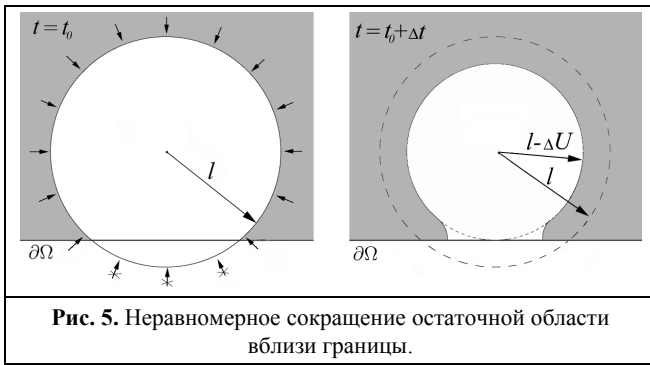 t = t₀
t = t₀+Δt
l
l-ΔU
l
∂Ω
∂Ω
Рис. 5. Неравномерное сокращение остаточной области
вблизи границы.